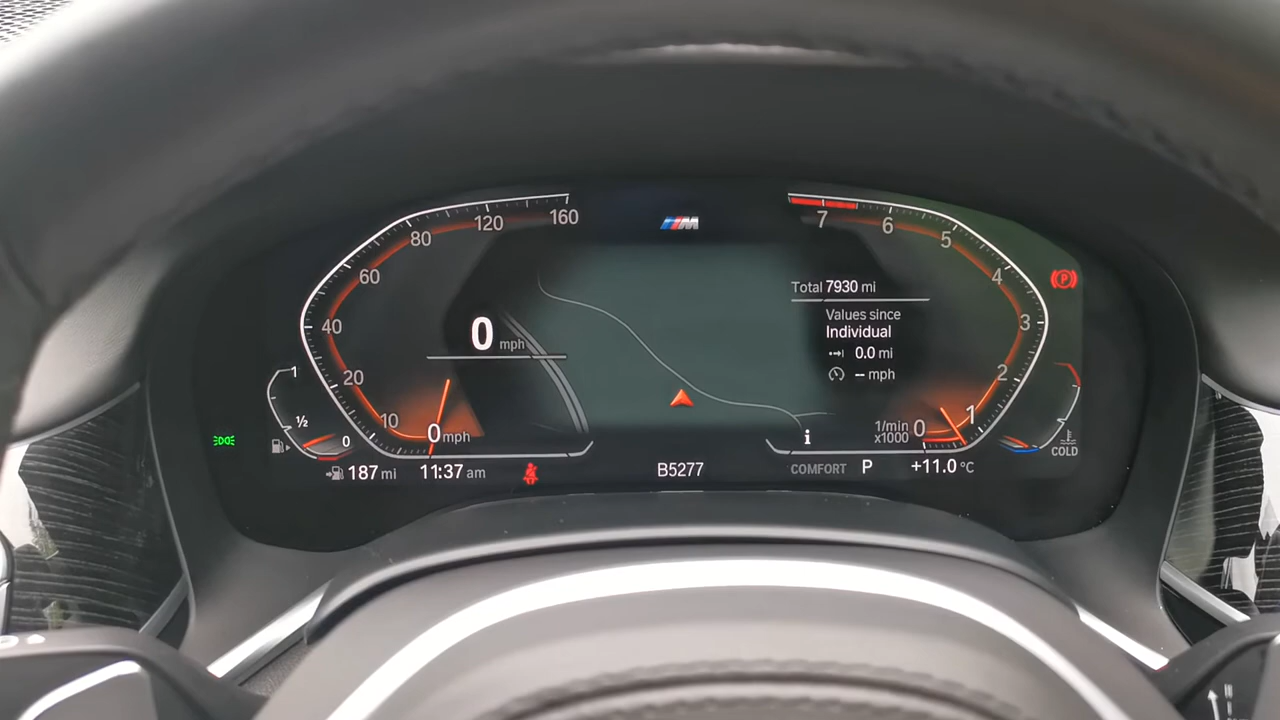 160
120
80
60
40
20
10
0 mph
0 mph
1
½
0
187 mi
11:37 am
M
B5277
Total 7930 mi
Values since
Individual
0.0 mi
-- mph
7
6
5
4
3
2
1
0
1/min
x1000
i
COMFORT P
+11.0 °C
P
COLD